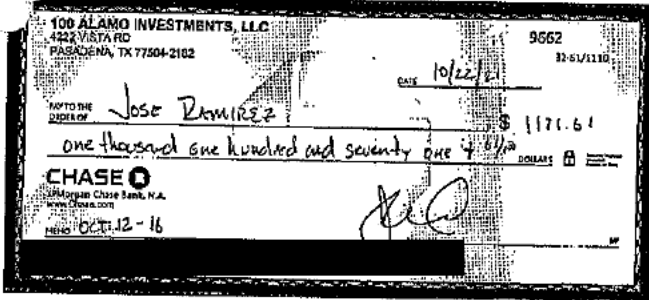 100 ALAMO INVESTMENTS, LLC
4222 VISTA RD
PASADENA, TX 77504-2182
9662
32-61/1110
DATE 10/22/21
PAY TO THE
ORDER OF Jose Ramirez $ 1171.61
one thousand one hundred and seventy one + 61/100 DOLLARS
CHASE
JPMorgan Chase Bank, N.A.
www.Chase.com
MEMO OCT. 12-16
MP